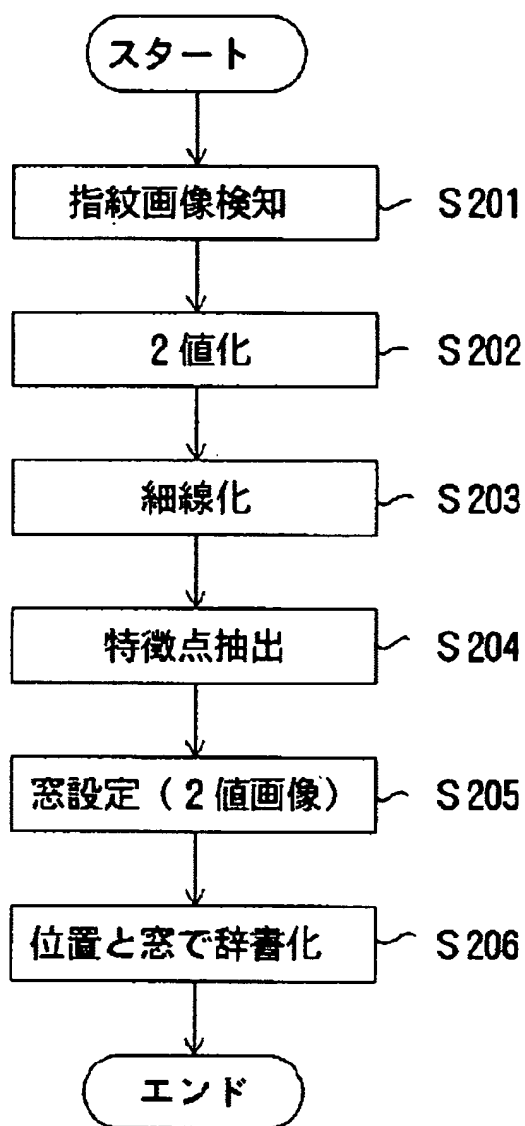 スタート
指紋画像検知 S201
2値化 S202
細線化 S203
特徴点抽出 S204
窓設定(2値画像) S205
位置と窓で辞書化 S206
エンド